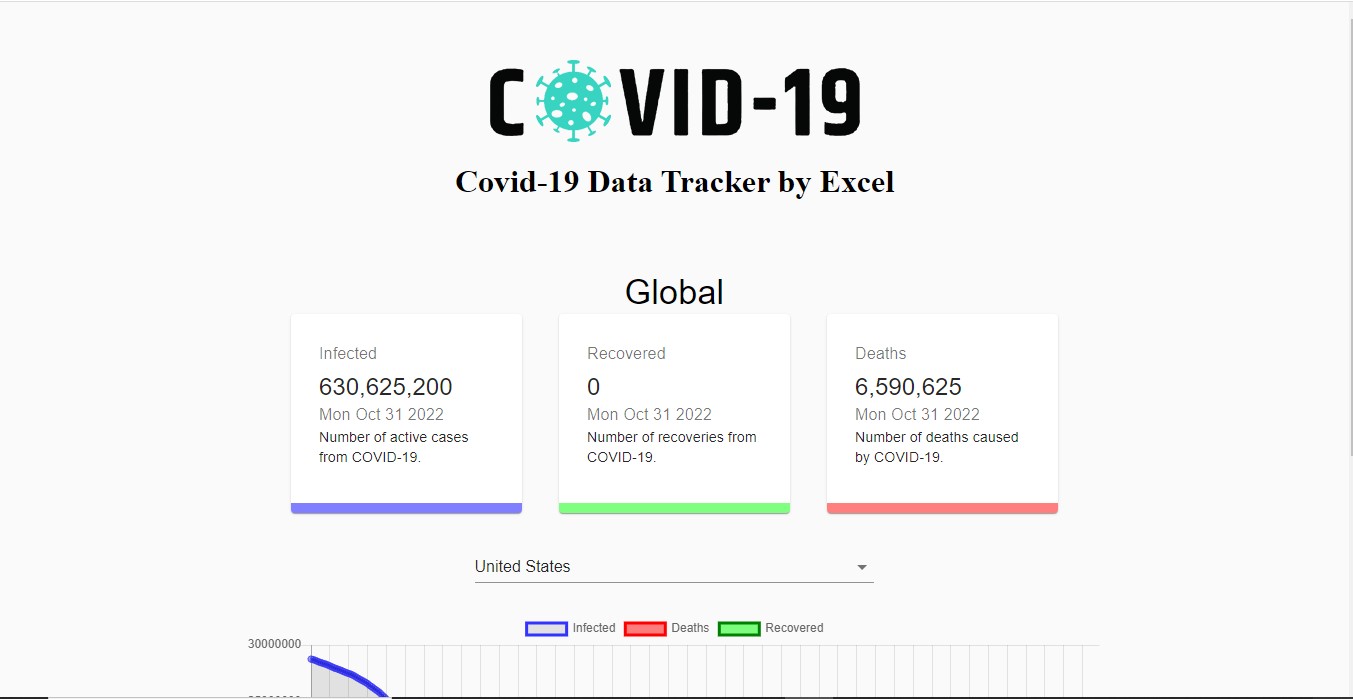 COVID-19
Covid-19 Data Tracker by Excel
Global
Infected
630,625,200
Mon Oct 31 2022
Number of active cases
from COVID-19.
Recovered
0
Mon Oct 31 2022
Number of recoveries from
COVID-19.
Deaths
6,590,625
Mon Oct 31 2022
Number of deaths caused
by COVID-19.
United States
Infected Deaths Recovered
30000000